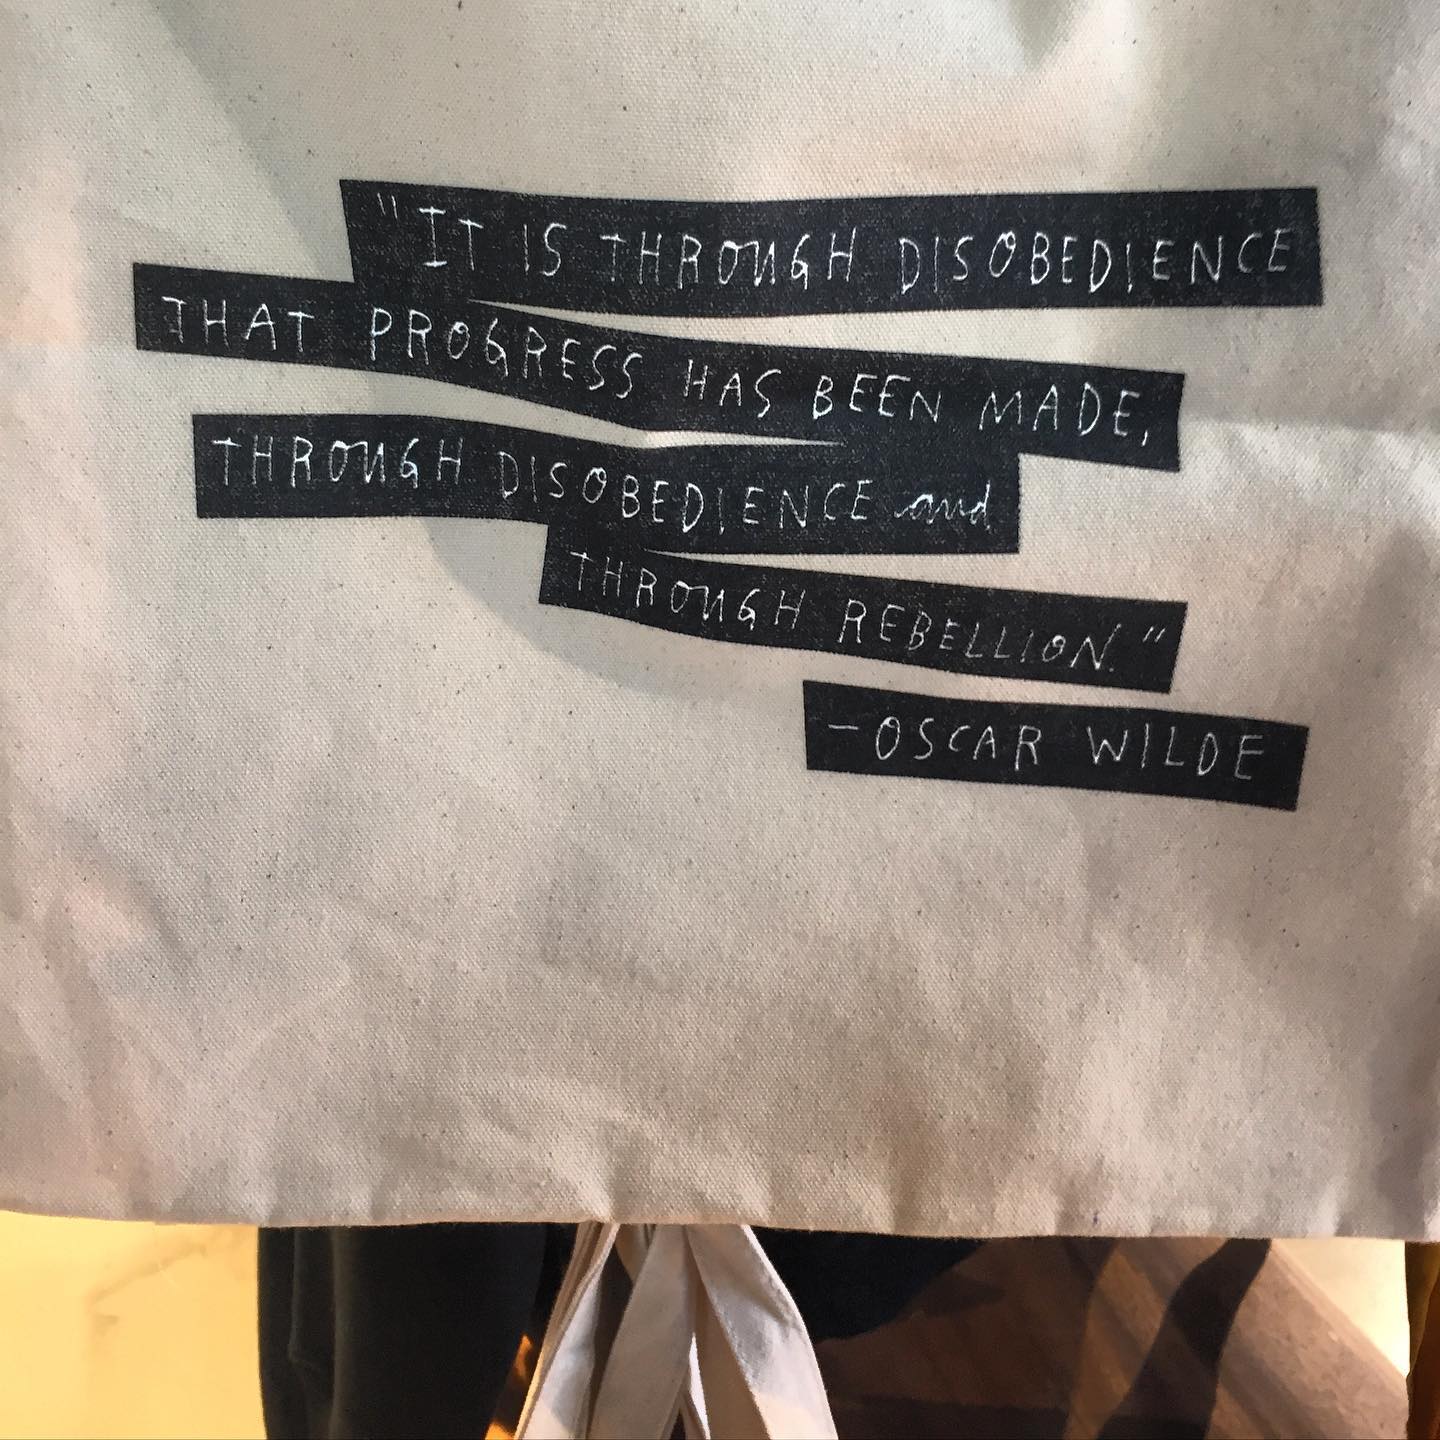 "IT IS THROUGH DISOBEDIENCE
THAT PROGRESS HAS BEEN MADE,
THROUGH DISOBEDIENCE and
THROUGH REBELLION."
—OSCAR WILDE